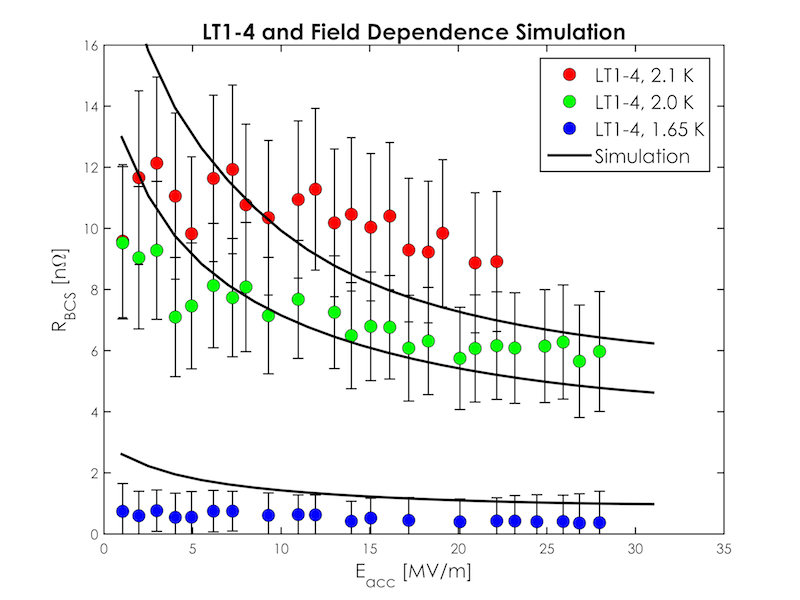 LT1-4 and Field Dependence Simulation
16
14
12
10
8
6
4
2
0
R_BCS [nΩ]
LT1-4, 2.1 K
LT1-4, 2.0 K
LT1-4, 1.65 K
Simulation
0 5 10 15 20 25 30 35
E_acc [MV/m]